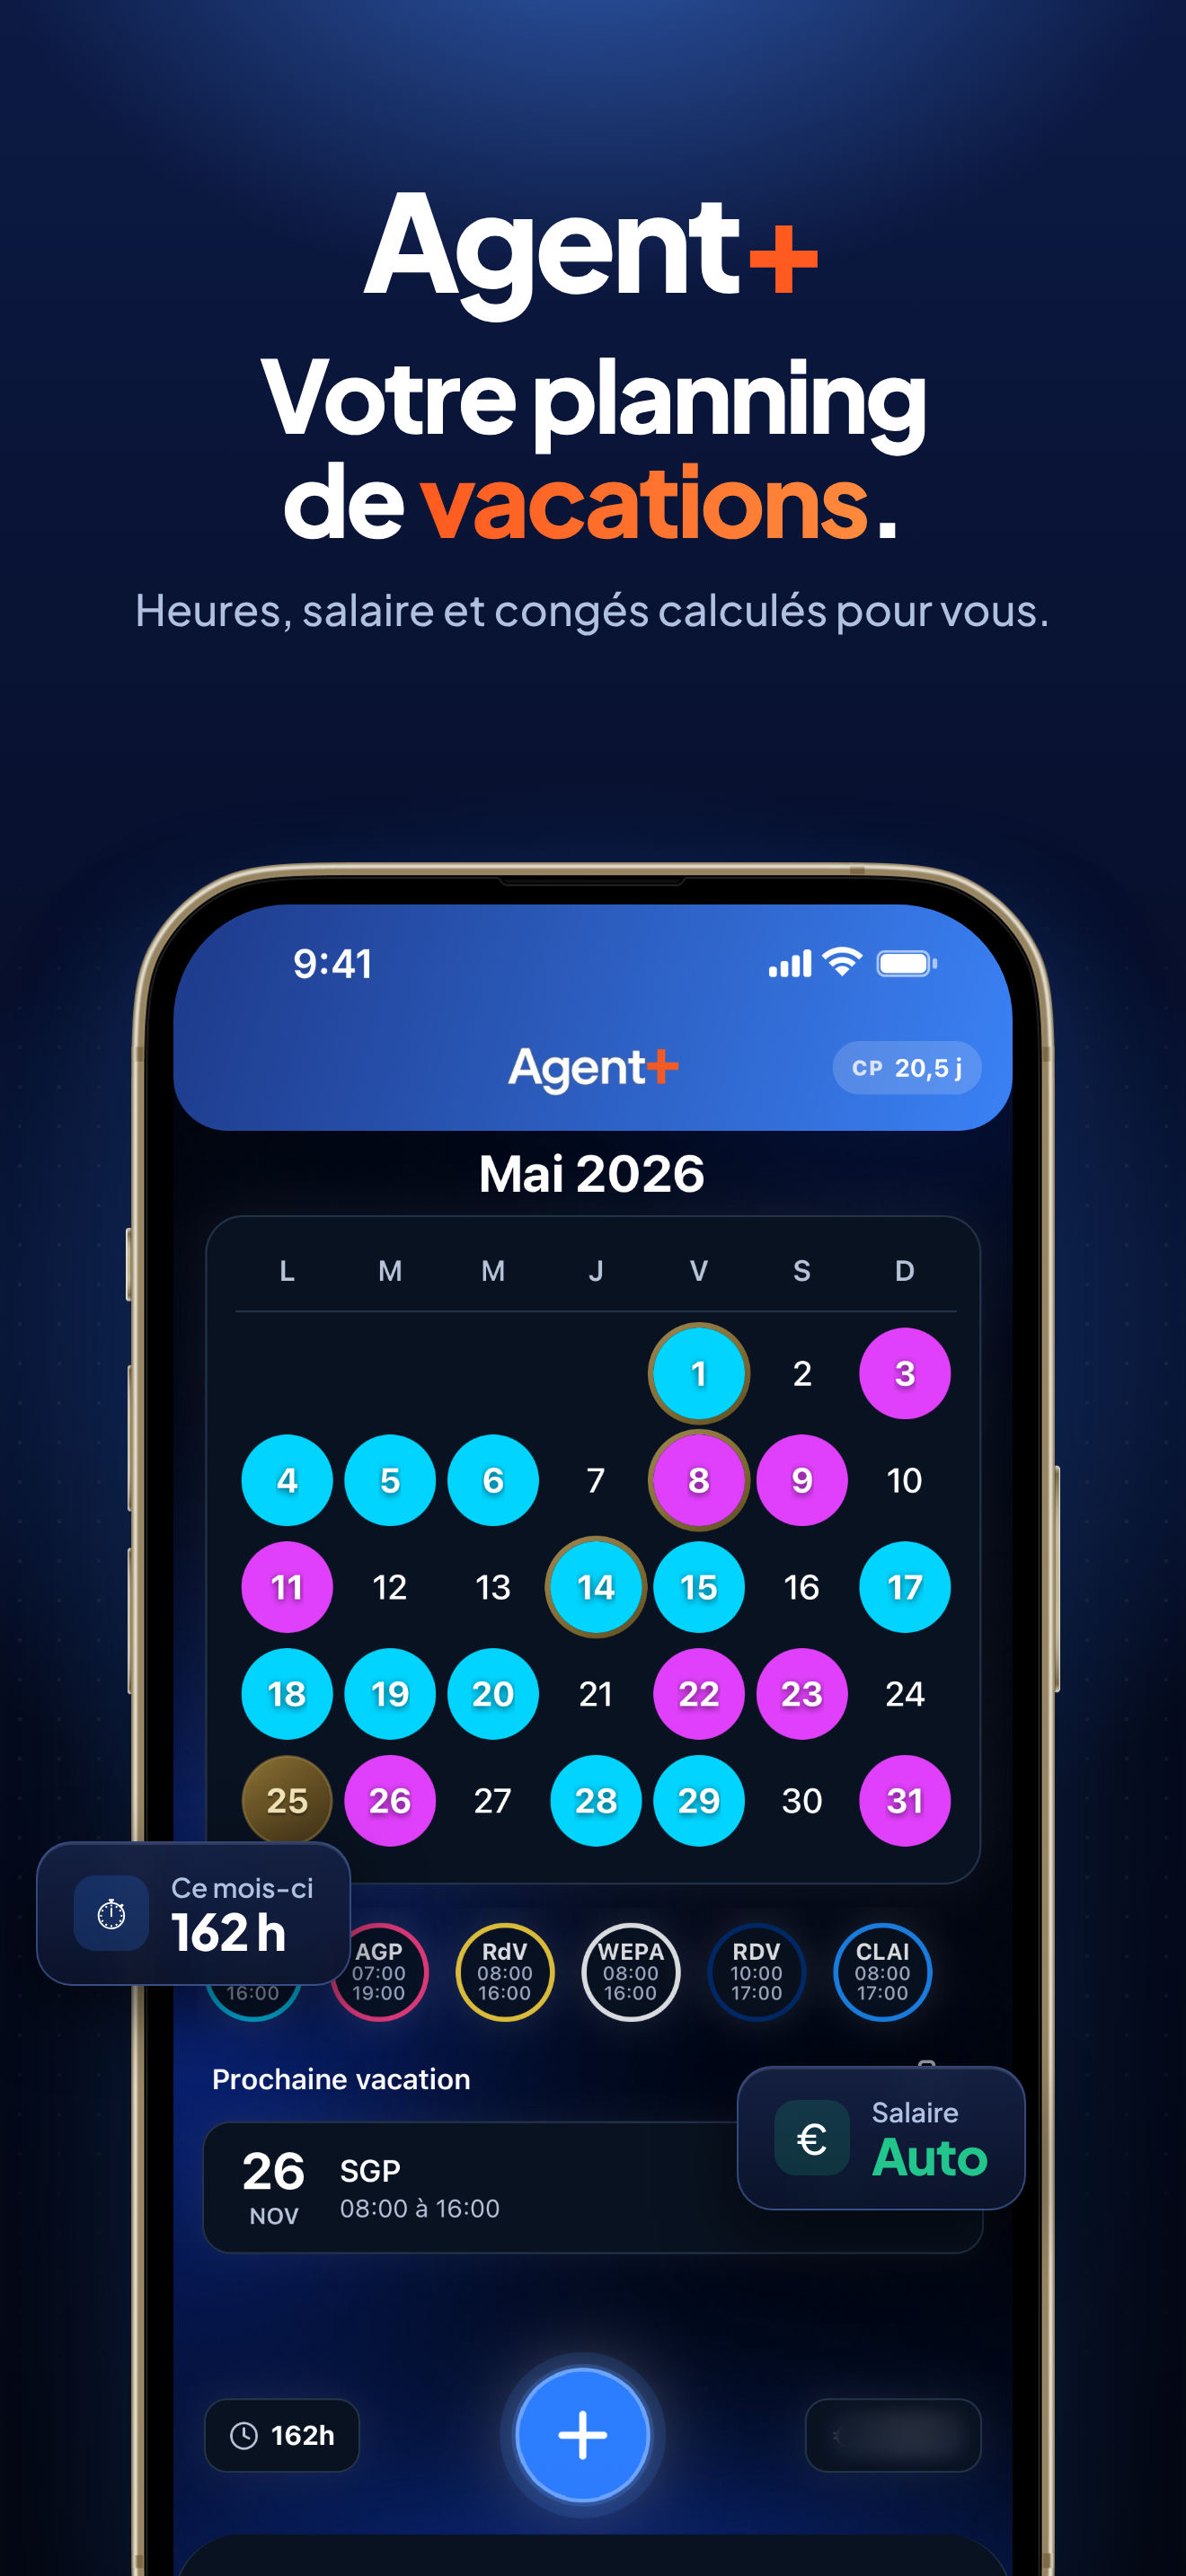 Agent+
Votre planning
de vacations.
Heures, salaire et congés calculés pour vous.
9:41
Agent+
CP 20,5 j
Mai 2026
L M M J V S D
1 2 3
4 5 6 7 8 9 10
11 12 13 14 15 16 17
18 19 20 21 22 23 24
25 26 27 28 29 30 31
Ce mois-ci
162 h
16:00
AGP
07:00
19:00
RdV
08:00
16:00
WEPA
08:00
16:00
RDV
10:00
17:00
CLAI
08:00
17:00
Prochaine vacation
€
Salaire
Auto
26
NOV
SGP
08:00 à 16:00
162h
+